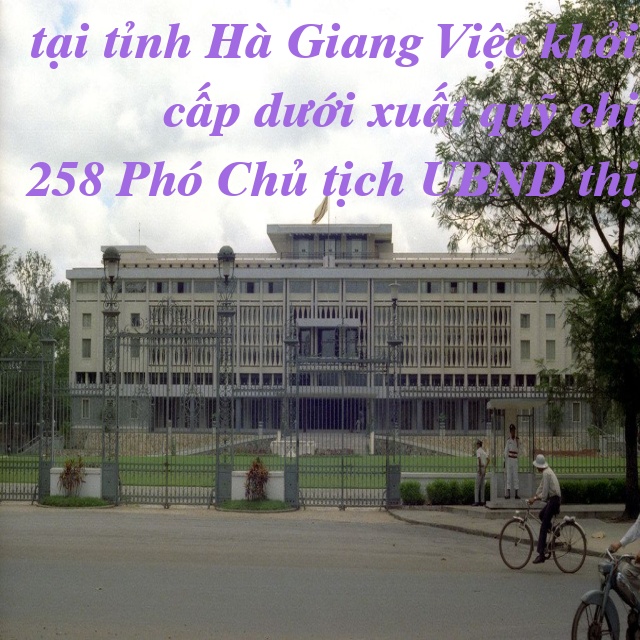 tại tỉnh Hà Giang Việc khởi
cấp dưới xuất quỹ chi
258 Phó Chủ tịch UBND thị